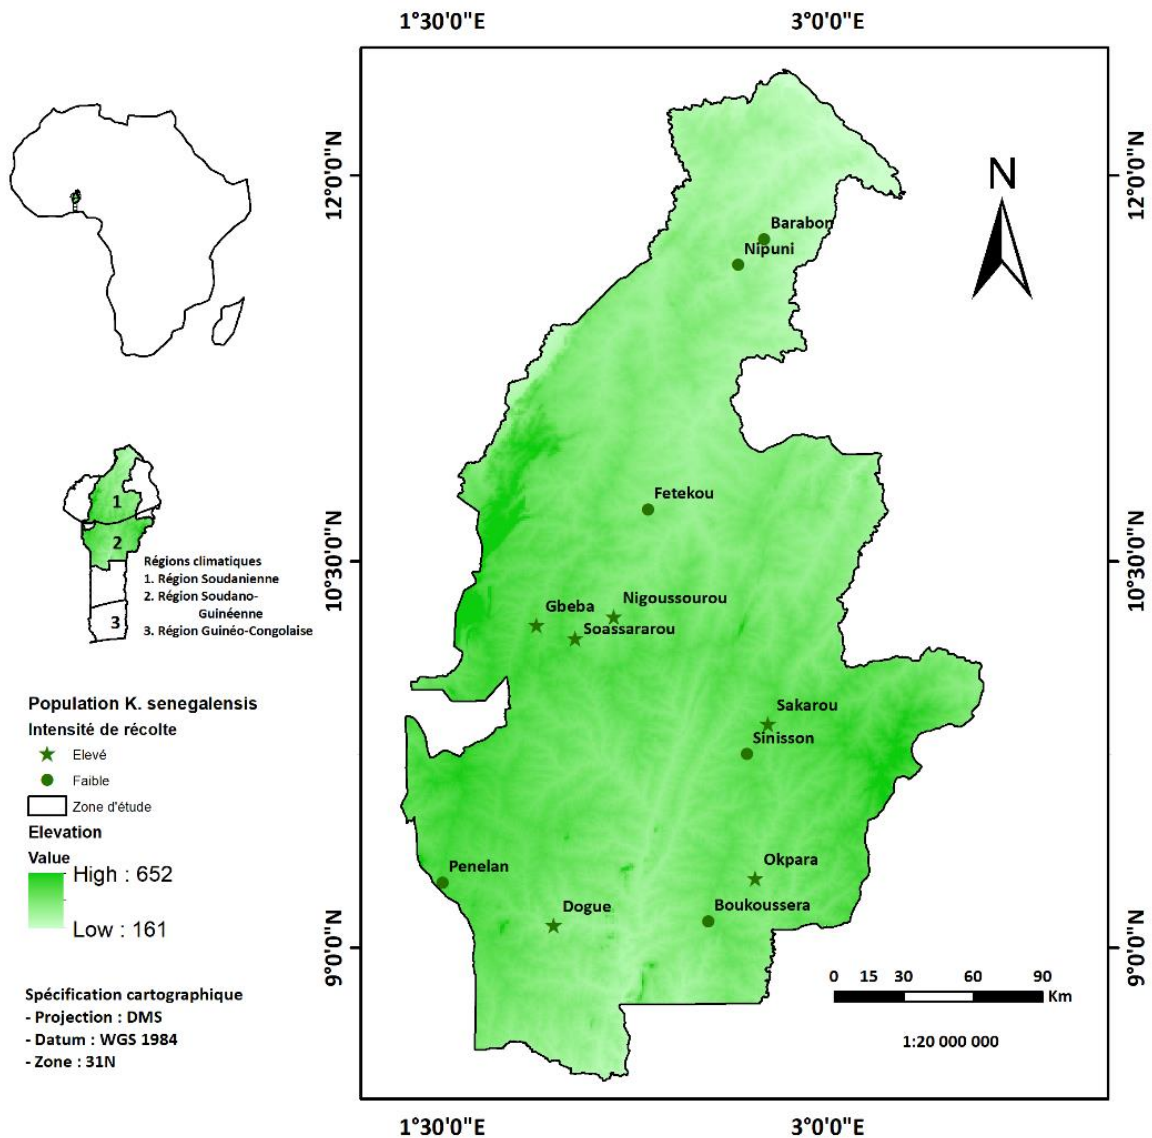 1°30'0"E 3°0'0"E
12°0'0"N 12°0'0"N
N
Barabon
Nipuni
Fetekou
1
2
3
10°30'0"N 10°30'0"N
Régions climatiques
1. Région Soudanienne
2. Région Soudano-
Guinéenne
3. Région Guinéo-Congolaise
Gbeba
Nigoussourou
Soassararou
Population K. senegalensis
Intensité de récolte
Elevé
Faible
Zone d'étude
Elevation
Value
High : 652
Low : 161
Sakarou
Sinisson
Penelan
Okpara
Dogue
Boukoussera
9°0'0"N 9°0'0"N
0 15 30 60 90
Km
1:20 000 000
Spécification cartographique
- Projection : DMS
- Datum : WGS 1984
- Zone : 31N
1°30'0"E 3°0'0"E